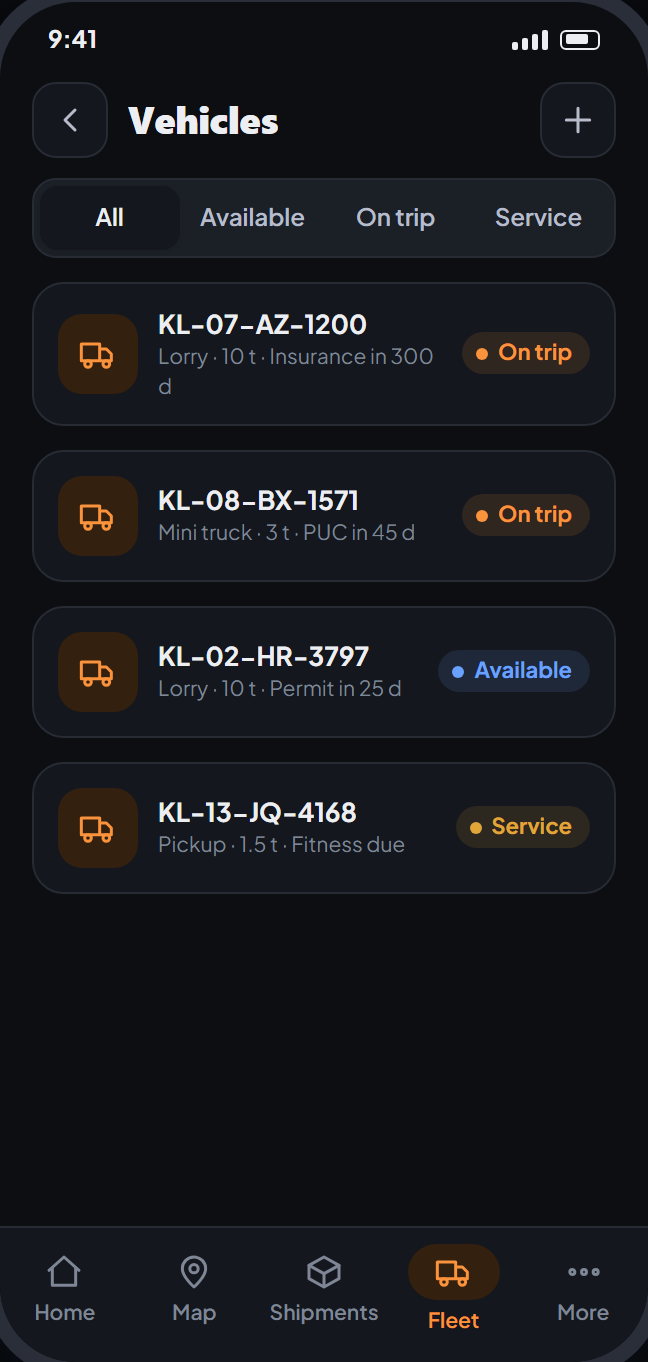 9:41
Vehicles
All Available On trip Service
KL-07-AZ-1200
Lorry · 10 t · Insurance in 300
d
On trip
KL-08-BX-1571
Mini truck · 3 t · PUC in 45 d
On trip
KL-02-HR-3797
Lorry · 10 t · Permit in 25 d
Available
KL-13-JQ-4168
Pickup · 1.5 t · Fitness due
Service
Home Map Shipments Fleet More